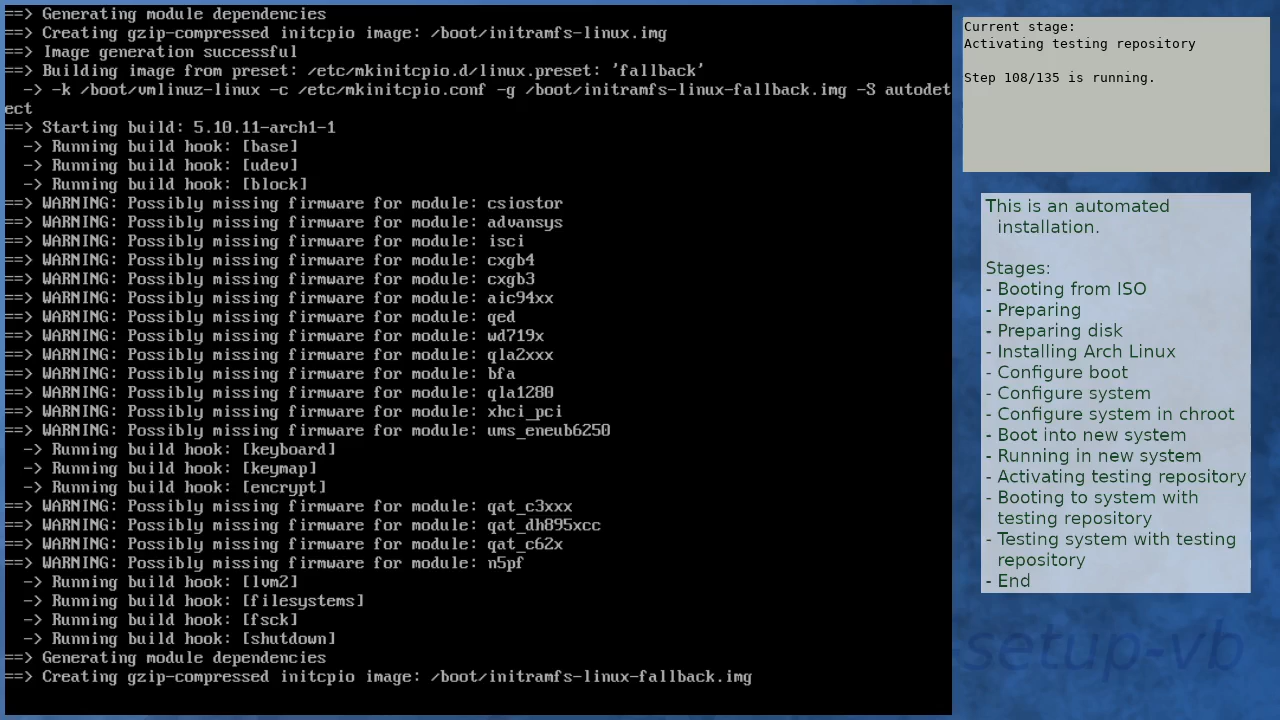 ==> Generating module dependencies
==> Creating gzip-compressed initcpio image: /boot/initramfs-linux.img
==> Image generation successful
==> Building image from preset: /etc/mkinitcpio.d/linux.preset: 'fallback'
  -> -k /boot/vmlinuz-linux -c /etc/mkinitcpio.conf -g /boot/initramfs-linux-fallback.img -S autodet
ect
==> Starting build: 5.10.11-arch1-1
  -> Running build hook: [base]
  -> Running build hook: [udev]
  -> Running build hook: [block]
==> WARNING: Possibly missing firmware for module: csiostor
==> WARNING: Possibly missing firmware for module: advansys
==> WARNING: Possibly missing firmware for module: isci
==> WARNING: Possibly missing firmware for module: cxgb4
==> WARNING: Possibly missing firmware for module: cxgb3
==> WARNING: Possibly missing firmware for module: aic94xx
==> WARNING: Possibly missing firmware for module: qed
==> WARNING: Possibly missing firmware for module: wd719x
==> WARNING: Possibly missing firmware for module: qla2xxx
==> WARNING: Possibly missing firmware for module: bfa
==> WARNING: Possibly missing firmware for module: qla1280
==> WARNING: Possibly missing firmware for module: xhci_pci
==> WARNING: Possibly missing firmware for module: ums_eneub6250
  -> Running build hook: [keyboard]
  -> Running build hook: [keymap]
  -> Running build hook: [encrypt]
==> WARNING: Possibly missing firmware for module: qat_c3xxx
==> WARNING: Possibly missing firmware for module: qat_dh895xcc
==> WARNING: Possibly missing firmware for module: qat_c62x
==> WARNING: Possibly missing firmware for module: n5pf
  -> Running build hook: [lvm2]
  -> Running build hook: [filesystems]
  -> Running build hook: [fsck]
  -> Running build hook: [shutdown]
==> Generating module dependencies
==> Creating gzip-compressed initcpio image: /boot/initramfs-linux-fallback.img
Current stage:
Activating testing repository
Step 108/135 is running.
This is an automated
installation.
Stages:
- Booting from ISO
- Preparing
- Preparing disk
- Installing Arch Linux
- Configure boot
- Configure system
- Configure system in chroot
- Boot into new system
- Running in new system
- Activating testing repository
- Booting to system with
testing repository
- Testing system with testing
repository
- End
setup-vb